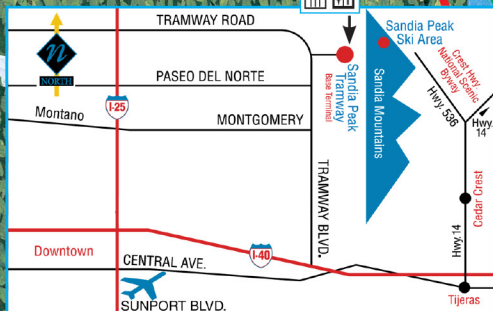 TRAMWAY ROAD
n
NORTH
PASEO DEL NORTE
I-25
Montano
MONTGOMERY
Sandia Peak
Tramway
Base Terminal
Sandia Peak
Ski Area
Sandia Mountains
Crest Hwy.
National Scenic
Byway
Hwy. 536
Hwy.
14
TRAMWAY BLVD.
Cedar Crest
Hwy.14
Downtown
I-40
CENTRAL AVE.
SUNPORT BLVD.
Tijeras